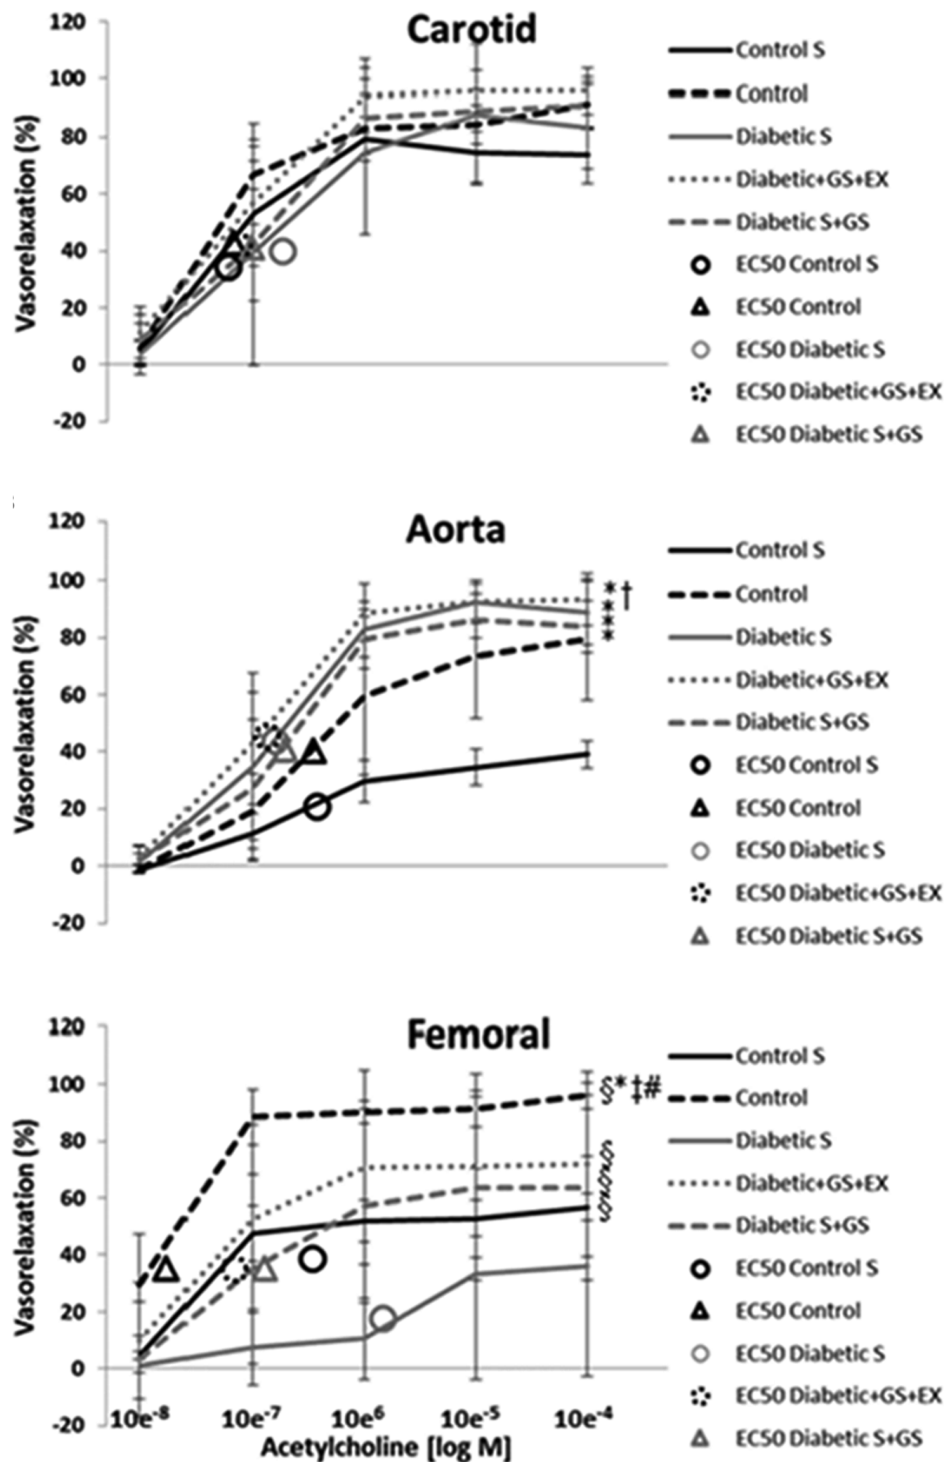 Carotid
120
100
80
60
40
20
0
-20
Vasorelaxation (%)
Control S
Control
Diabetic S
Diabetic+GS+EX
Diabetic S+GS
EC50 Control S
EC50 Control
EC50 Diabetic S
EC50 Diabetic+GS+EX
EC50 Diabetic S+GS
Aorta
120
100
80
60
40
20
0
-20
Vasorelaxation (%)
*†
*
*
*
Control S
Control
Diabetic S
Diabetic+GS+EX
Diabetic S+GS
EC50 Control S
EC50 Control
EC50 Diabetic S
EC50 Diabetic+GS+EX
EC50 Diabetic S+GS
Femoral
120
100
80
60
40
20
0
-20
Vasorelaxation (%)
§*‡#
§
§
§
Control S
Control
Diabetic S
Diabetic+GS+EX
Diabetic S+GS
EC50 Control S
EC50 Control
EC50 Diabetic S
EC50 Diabetic+GS+EX
EC50 Diabetic S+GS
10e-8 10e-7 10e-6 10e-5 10e-4
Acetylcholine [log M]